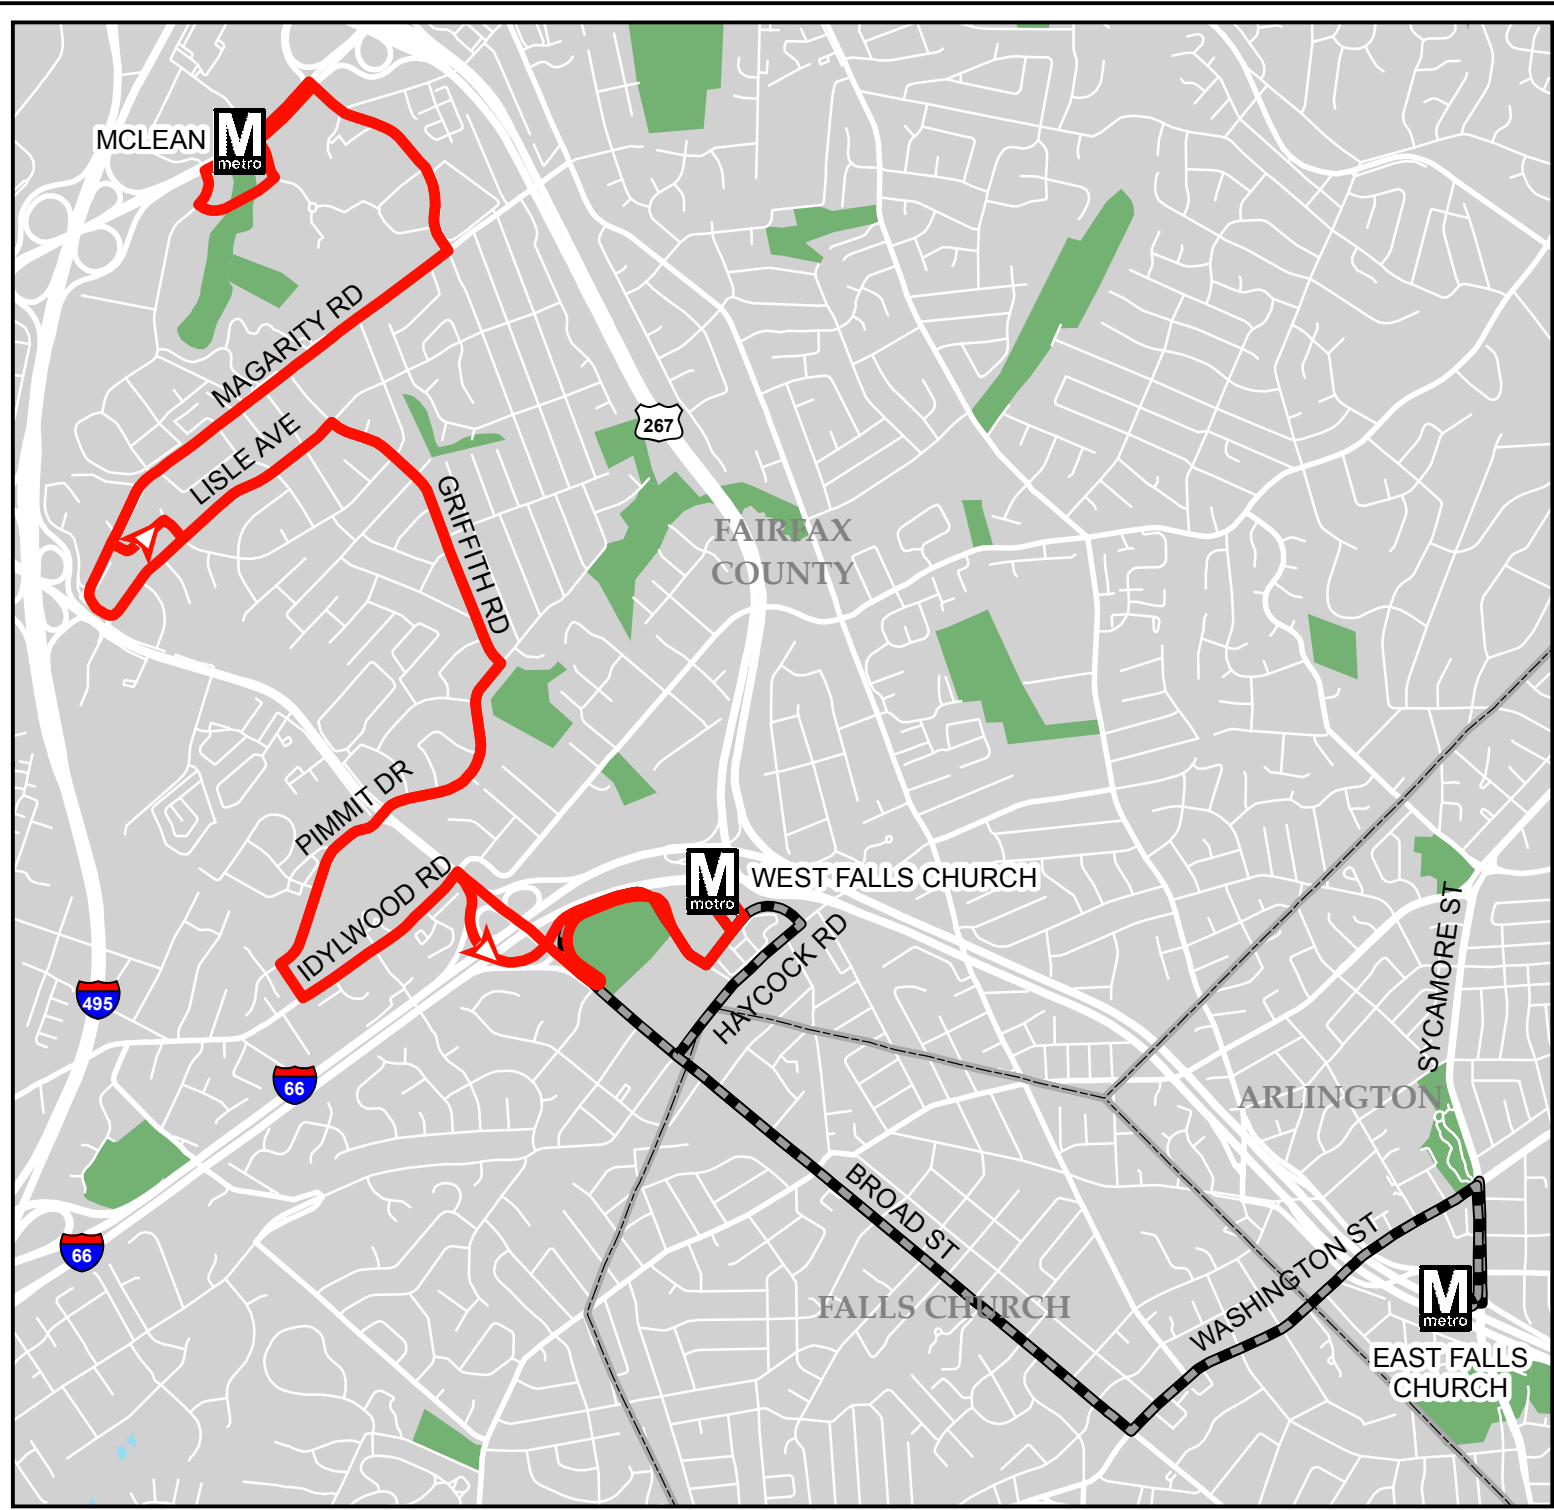 MCLEAN
M
metro
MAGARITY RD
LISLE AVE
267
GRIFFITH RD
FAIRFAX
COUNTY
PIMMIT DR
IDYLWOOD RD
M
metro
WEST FALLS CHURCH
HAYCOCK RD
SYCAMORE ST
495
66
ARLINGTON
BROAD ST
66
WASHINGTON ST
FALLS CHURCH
M
metro
EAST FALLS
CHURCH